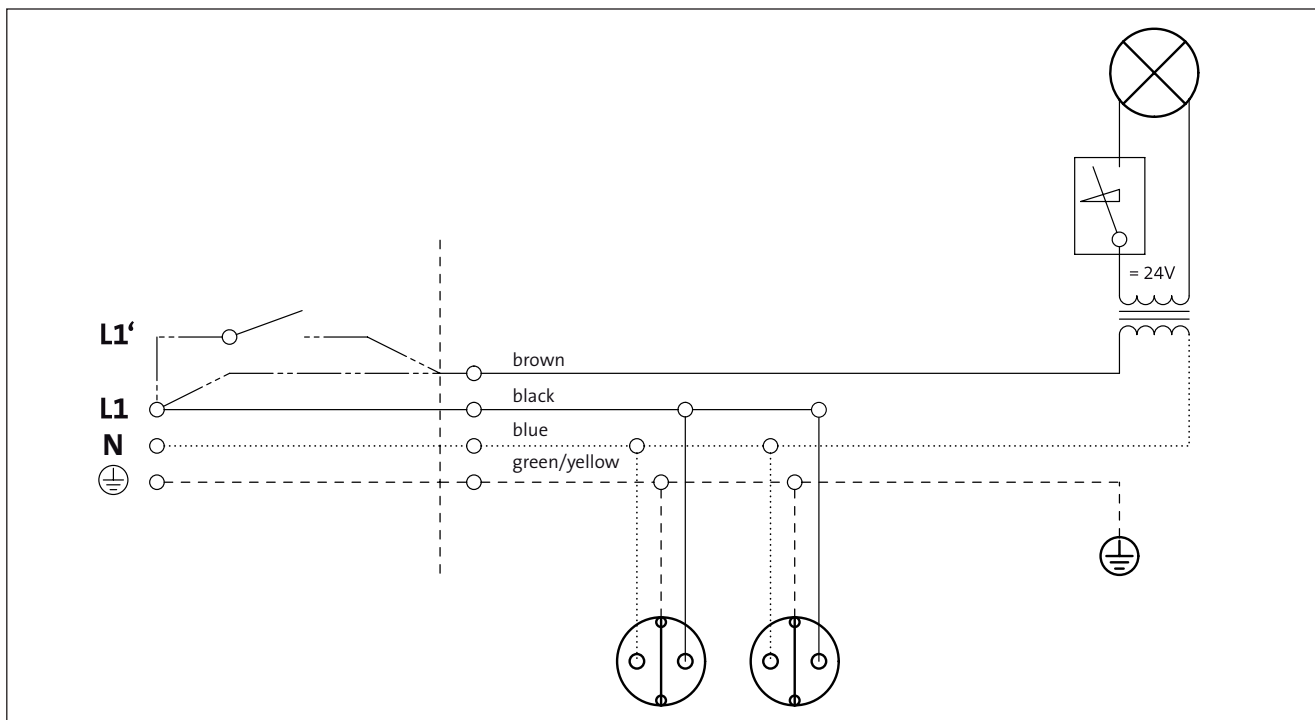 = 24V
L1‘
brown
L1
black
N
blue
green/yellow